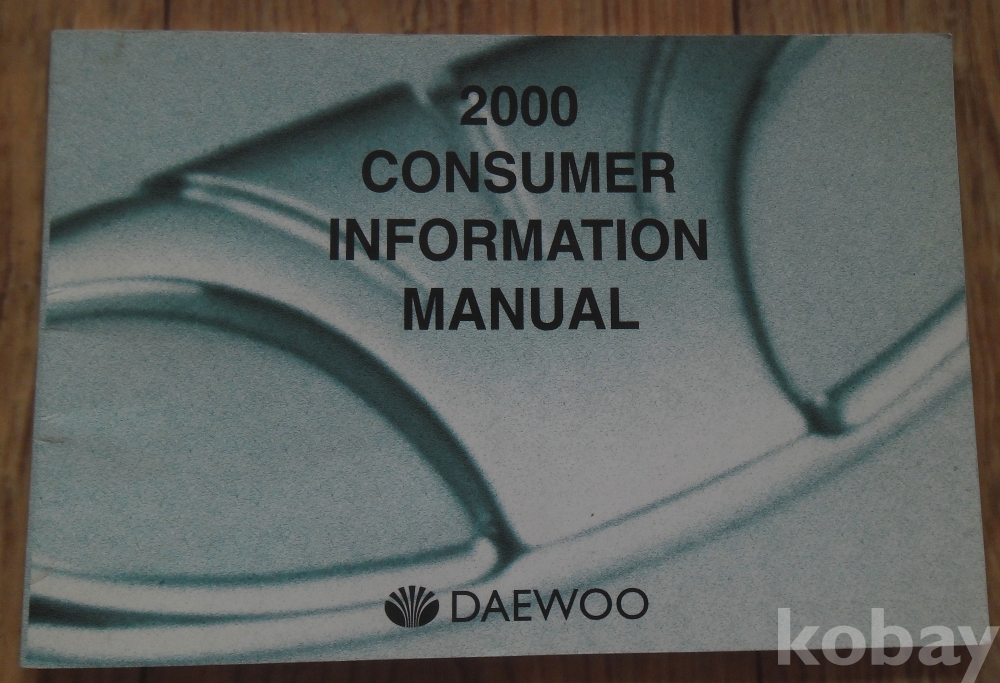 2000
CONSUMER
INFORMATION
MANUAL
DAEWOO
kobay